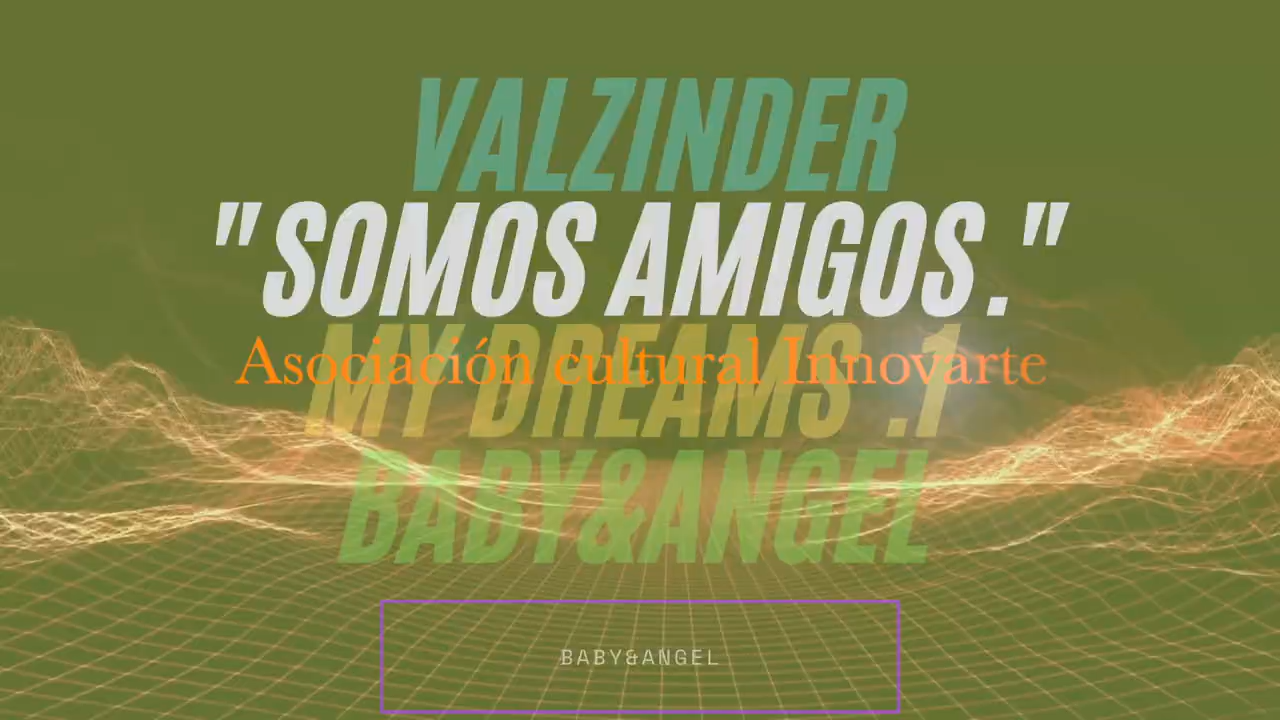 VALZINDER
"SOMOS AMIGOS."
MY DREAMS .1
Asociación cultural Innovarte
BABY&ANGEL
BABY&ANGEL